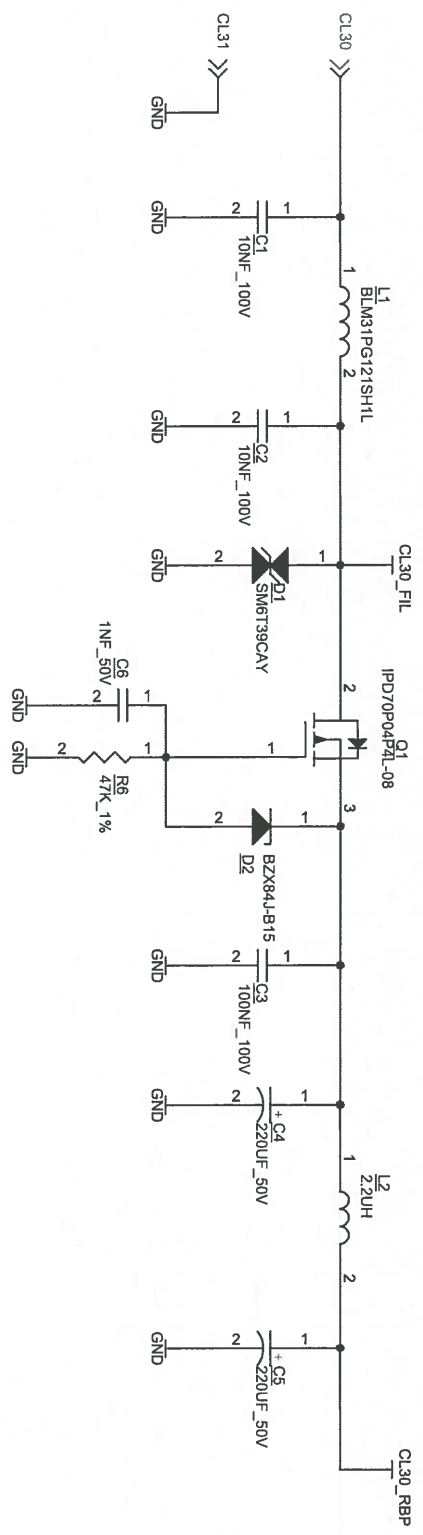 CL30
CL31
GND
1
2
C1
10NF_100V
GND
1
L1
BLM31PG121SH1L
2
1
2
C2
10NF_100V
GND
CL30_FIL
1
2
D1
SM6T39CAY
GND
2
Q1
IPD70P04P4L-08
3
1
1
2
C6
1NF_50V
GND
1
2
R6
47K_1%
GND
1
2
BZX84J-B15
D2
1
2
C3
100NF_100V
GND
1
2
+ C4
220UF_50V
GND
1
L2
2.2UH
2
1
2
+ C5
220UF_50V
GND
CL30_RBP